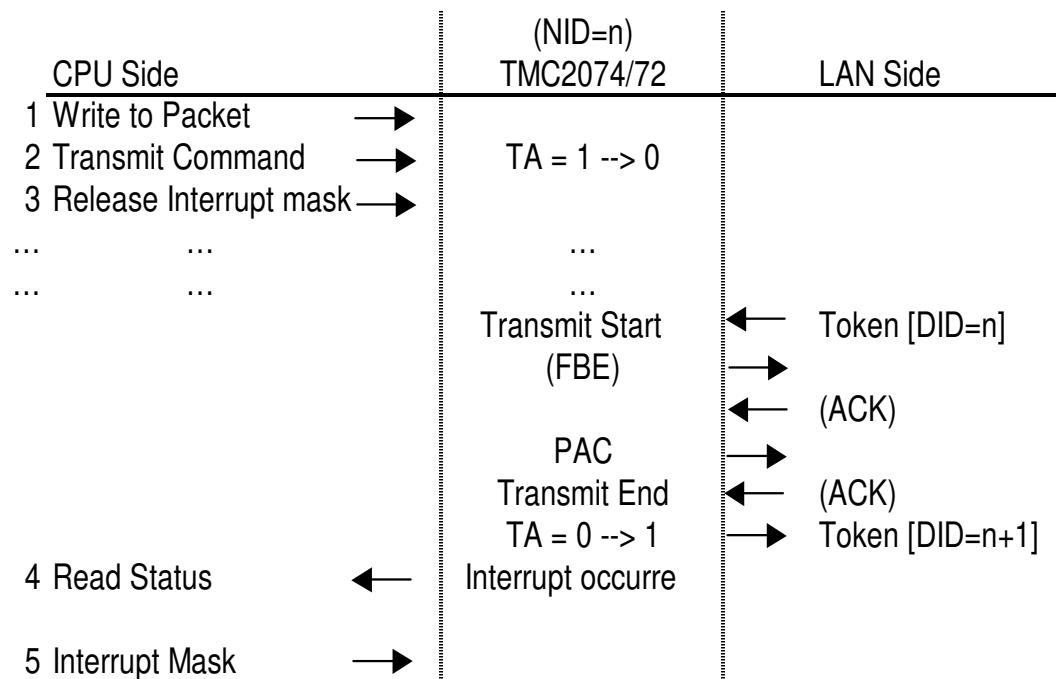 (NID=n)
CPU Side TMC2074/72 LAN Side
1 Write to Packet
2 Transmit Command TA = 1 --> 0
3 Release Interrupt mask
… … …
… … …
Transmit Start Token [DID=n]
(FBE)
(ACK)
PAC
Transmit End (ACK)
TA = 0 --> 1 Token [DID=n+1]
4 Read Status Interrupt occurre
5 Interrupt Mask